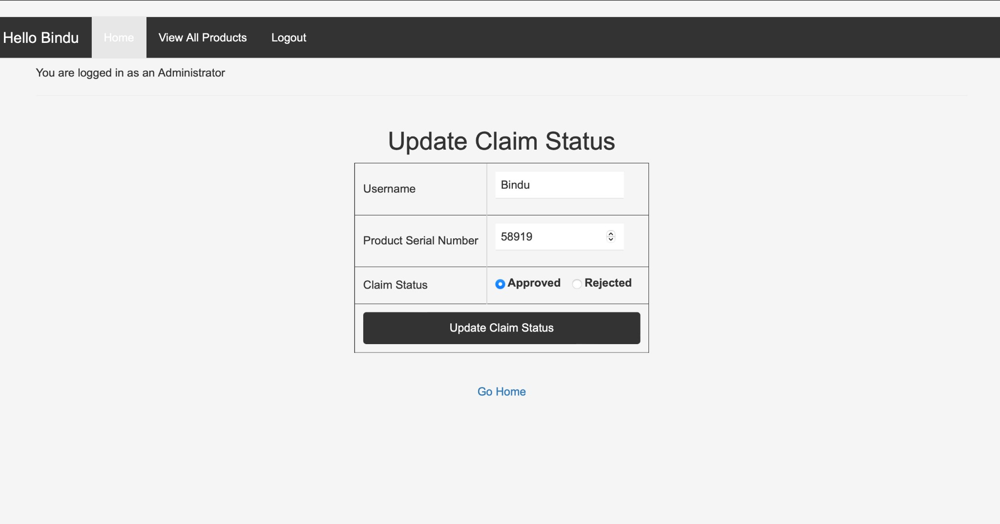 Hello Bindu Home View All Products Logout
You are logged in as an Administrator
Update Claim Status
Username Bindu
Product Serial Number 58919
Claim Status Approved Rejected
Update Claim Status
Go Home